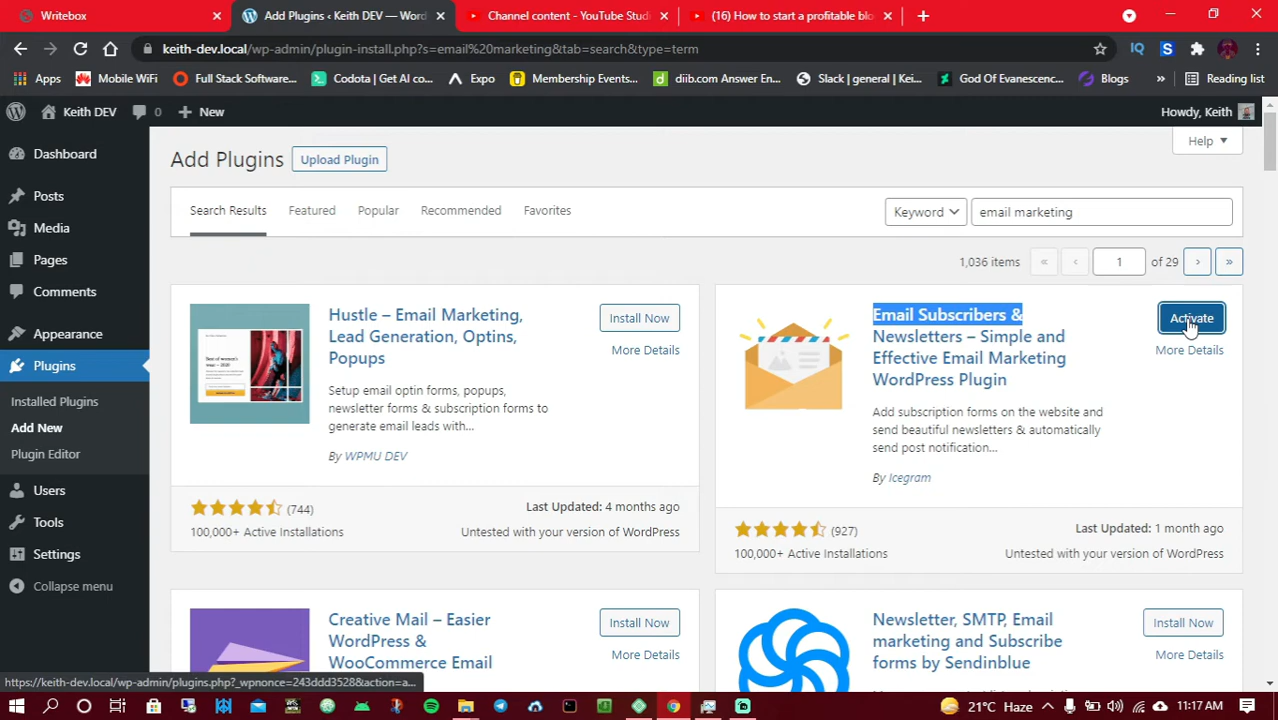 Writebox
Add Plugins ‹ Keith DEV — Word
Channel content - YouTube Stud
(16) How to start a profitable blo
keith-dev.local/wp-admin/plugin-install.php?s=email%20marketing&tab=search&type=term
IQ
S
Apps
Mobile WiFi
Full Stack Software...
Codota | Get AI co...
Expo
Membership Events...
diib.com Answer En...
Slack | general | Kei...
God Of Evanescenc...
Blogs
»
Reading list
Keith DEV
0
New
Howdy, Keith
Dashboard
Posts
Media
Pages
Comments
Appearance
Plugins
Installed Plugins
Add New
Plugin Editor
Users
Tools
Settings
Collapse menu
Add Plugins
Upload Plugin
Help
Search Results
Featured
Popular
Recommended
Favorites
Keyword
email marketing
1,036 items
«
‹
1
of 29
›
»
Hustle – Email Marketing,
Lead Generation, Optins,
Popups
Install Now
More Details
Setup email optin forms, popups,
newsletter forms & subscription forms to
generate email leads with...
By WPMU DEV
(744)
100,000+ Active Installations
Last Updated: 4 months ago
Untested with your version of WordPress
Email Subscribers &
Newsletters – Simple and
Effective Email Marketing
WordPress Plugin
Activate
More Details
Add subscription forms on the website and
send beautiful newsletters & automatically
send post notification...
By Icegram
(927)
100,000+ Active Installations
Last Updated: 1 month ago
Untested with your version of WordPress
Creative Mail – Easier
WordPress &
WooCommerce Email
Install Now
More Details
Newsletter, SMTP, Email
marketing and Subscribe
forms by Sendinblue
Install Now
More Details
https://keith-dev.local/wp-admin/plugins.php?_wpnonce=243ddd3528&action=a...
21°C Haze
11:17 AM